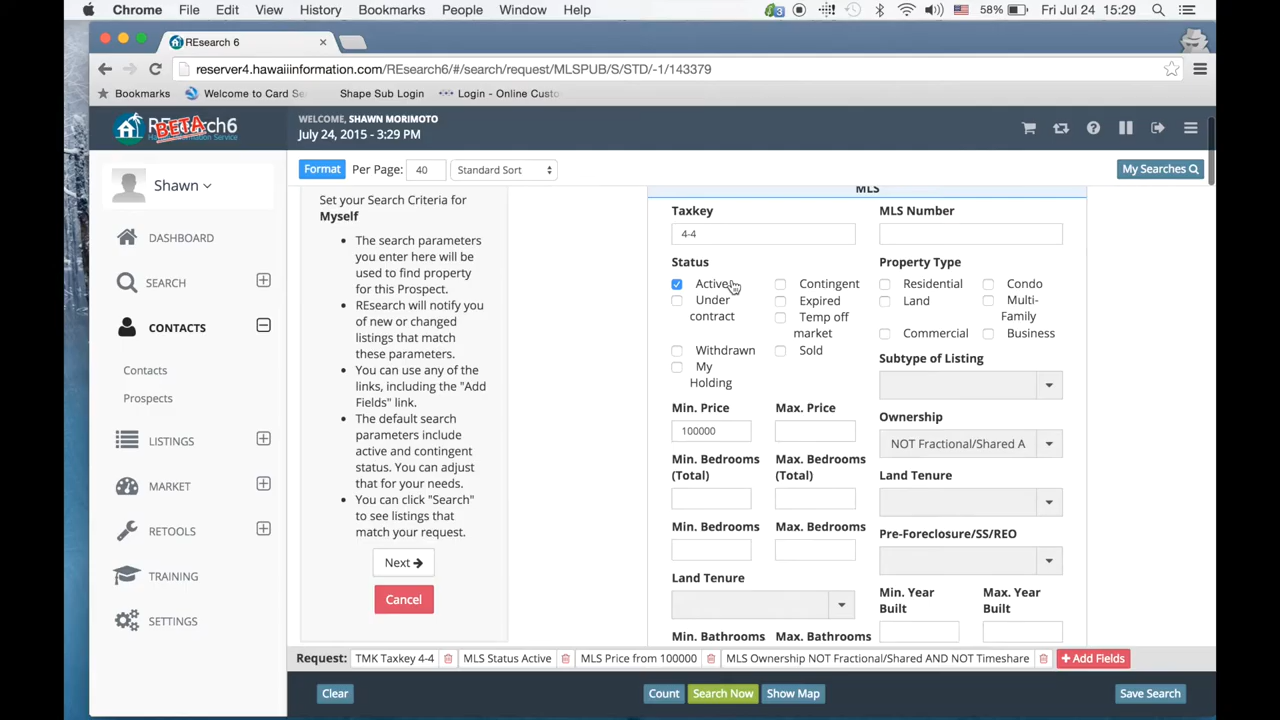 Chrome File Edit View History Bookmarks People Window Help 3 58% Fri Jul 24 15:29
REsearch 6
reserver4.hawaiiinformation.com/REsearch6/#/search/request/MLSPUB/S/STD/-1/143379
Bookmarks Welcome to Card Se Shape Sub Login Login - Online Custo
REsearch6
BETA
WELCOME, SHAWN MORIMOTO
July 24, 2015 - 3:29 PM
Shawn
DASHBOARD
SEARCH
CONTACTS
Contacts
Prospects
LISTINGS
MARKET
RETOOLS
TRAINING
SETTINGS
Format Per Page: 40 Standard Sort My Searches
Set your Search Criteria for
Myself
• The search parameters
you enter here will be
used to find property
for this Prospect.
• REsearch will notify you
of new or changed
listings that match
these parameters.
• You can use any of the
links, including the "Add
Fields" link.
• The default search
parameters include
active and contingent
status. You can adjust
that for your needs.
• You can click "Search"
to see listings that
match your request.
Next
Cancel
MLS
Taxkey
4-4
Status
Active Contingent
Under
contract
Expired
Temp off
market
Withdrawn Sold
My
Holding
Min. Price Max. Price
100000
Min. Bedrooms
(Total)
Max. Bedrooms
(Total)
Min. Bedrooms Max. Bedrooms
Land Tenure
Min. Bathrooms Max. Bathrooms
MLS Number
Property Type
Residential Condo
Land
Multi-
Family
Commercial Business
Subtype of Listing
Ownership
NOT Fractional/Shared A
Land Tenure
Pre-Foreclosure/SS/REO
Min. Year
Built
Max. Year
Built
Request: TMK Taxkey 4-4 MLS Status Active MLS Price from 100000 MLS Ownership NOT Fractional/Shared AND NOT Timeshare + Add Fields
Clear Count Search Now Show Map Save Search